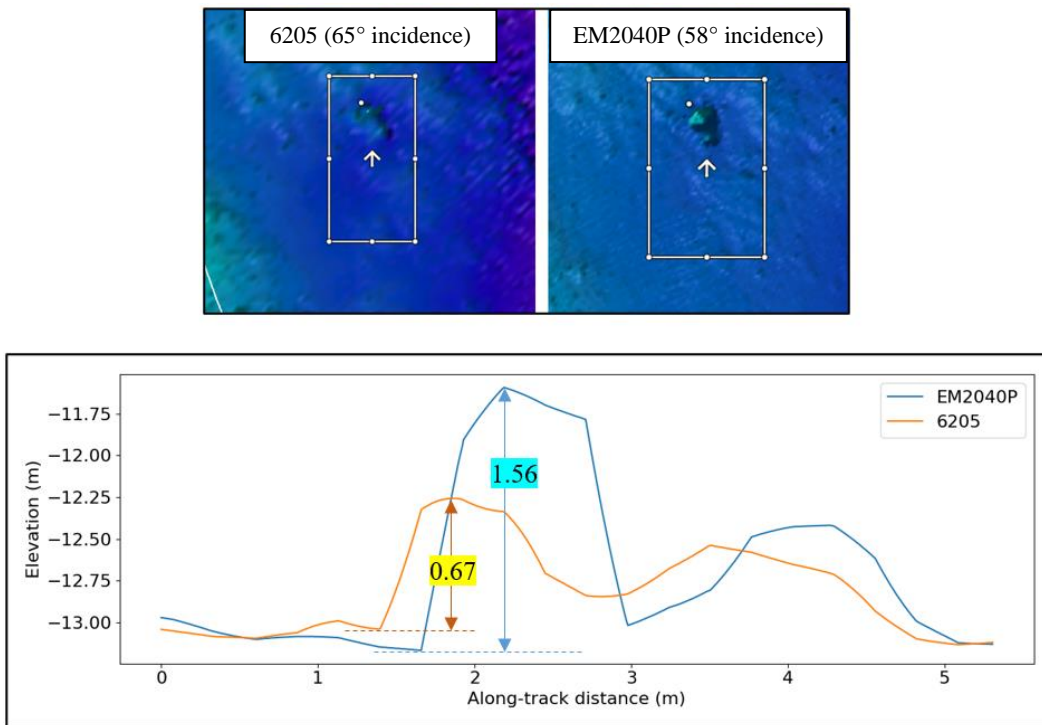 6205 (65° incidence)
EM2040P (58° incidence)
−11.75
−12.00
−12.25
−12.50
−12.75
−13.00
Elevation (m)
EM2040P
6205
1.56
0.67
0 1 2 3 4 5
Along-track distance (m)